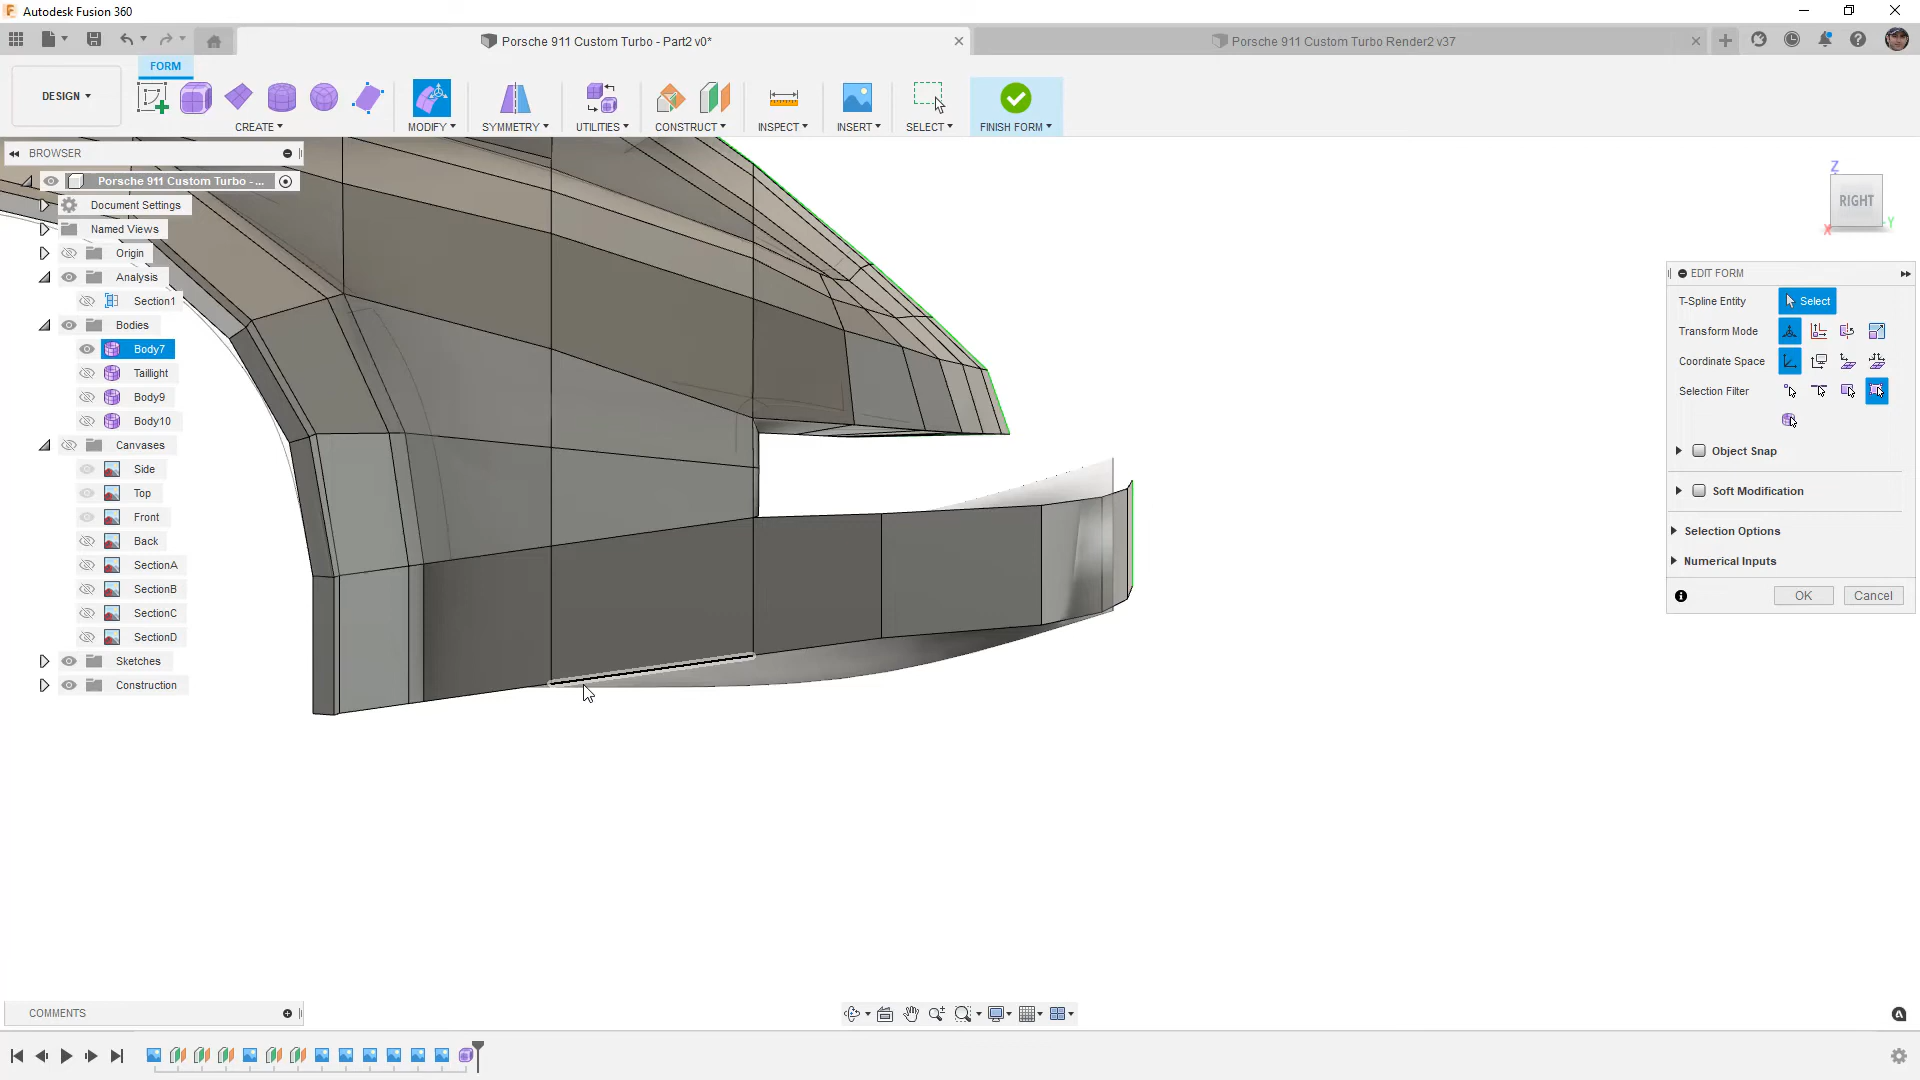 Autodesk Fusion 360
Porsche 911 Custom Turbo - Part2 v0*
Porsche 911 Custom Turbo Render2 v37
FORM
DESIGN
CREATE
MODIFY
SYMMETRY
UTILITIES
CONSTRUCT
INSPECT
INSERT
SELECT
FINISH FORM
BROWSER
Porsche 911 Custom Turbo - ...
Document Settings
Named Views
Origin
Analysis
Section1
Bodies
Body7
Taillight
Body9
Body10
Canvases
Side
Top
Front
Back
SectionA
SectionB
SectionC
SectionD
Sketches
Construction
Z
RIGHT
X
Y
EDIT FORM
T-Spline Entity
Select
Transform Mode
Coordinate Space
Selection Filter
Object Snap
Soft Modification
Selection Options
Numerical Inputs
OK
Cancel
COMMENTS